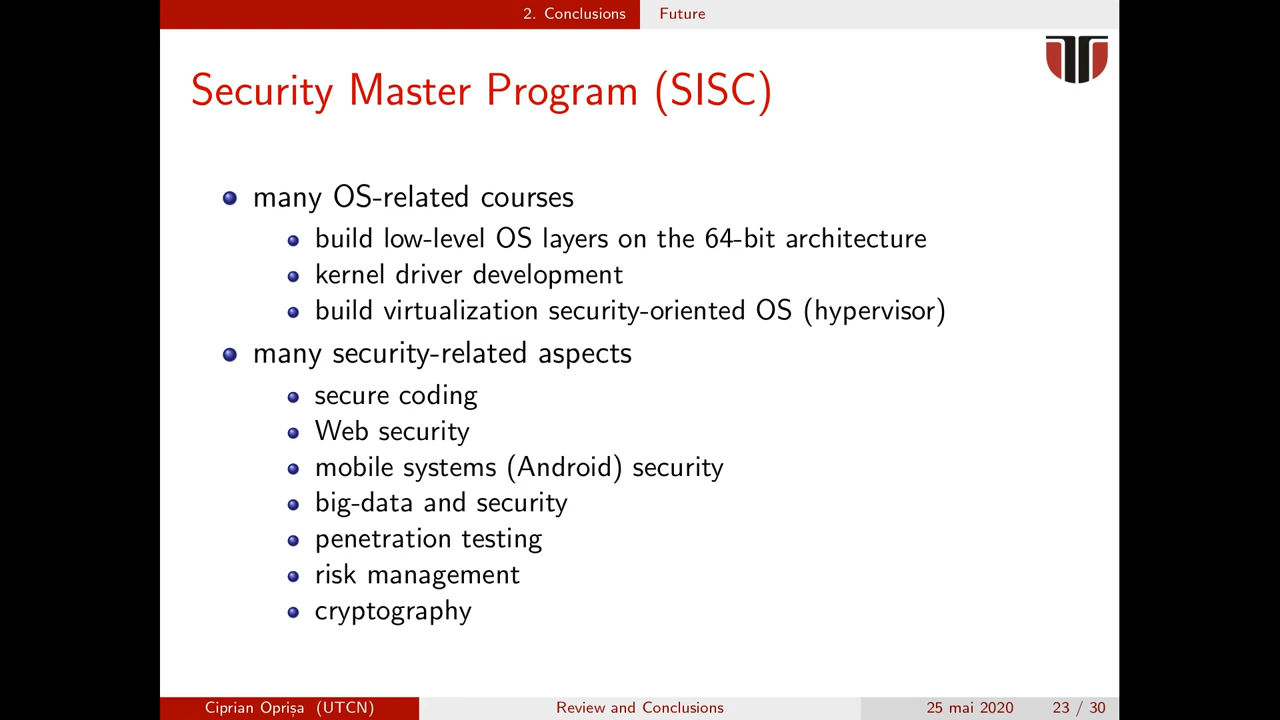 2. Conclusions Future
Security Master Program (SISC)
many OS-related courses
build low-level OS layers on the 64-bit architecture
kernel driver development
build virtualization security-oriented OS (hypervisor)
many security-related aspects
secure coding
Web security
mobile systems (Android) security
big-data and security
penetration testing
risk management
cryptography
Ciprian Oprișa (UTCN) Review and Conclusions 25 mai 2020 23 / 30